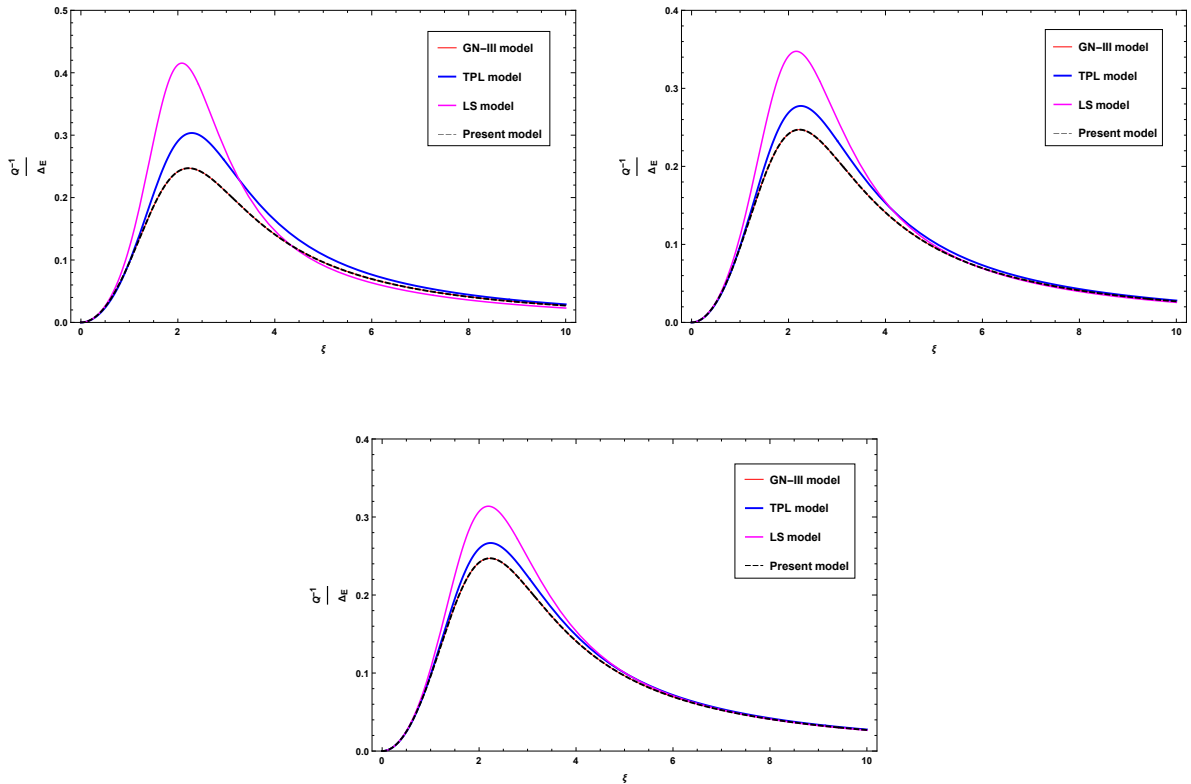 0.5
0.4
0.3
0.2
0.1
0.0
Q⁻¹
Δ_E
0 2 4 6 8 10
ξ
GN–III model
TPL model
LS model
Present model
0.4
0.3
0.2
0.1
0.0
Q⁻¹
Δ_E
0 2 4 6 8 10
ξ
GN–III model
TPL model
LS model
Present model
0.4
0.3
0.2
0.1
0.0
Q⁻¹
Δ_E
0 2 4 6 8 10
ξ
GN–III model
TPL model
LS model
Present model